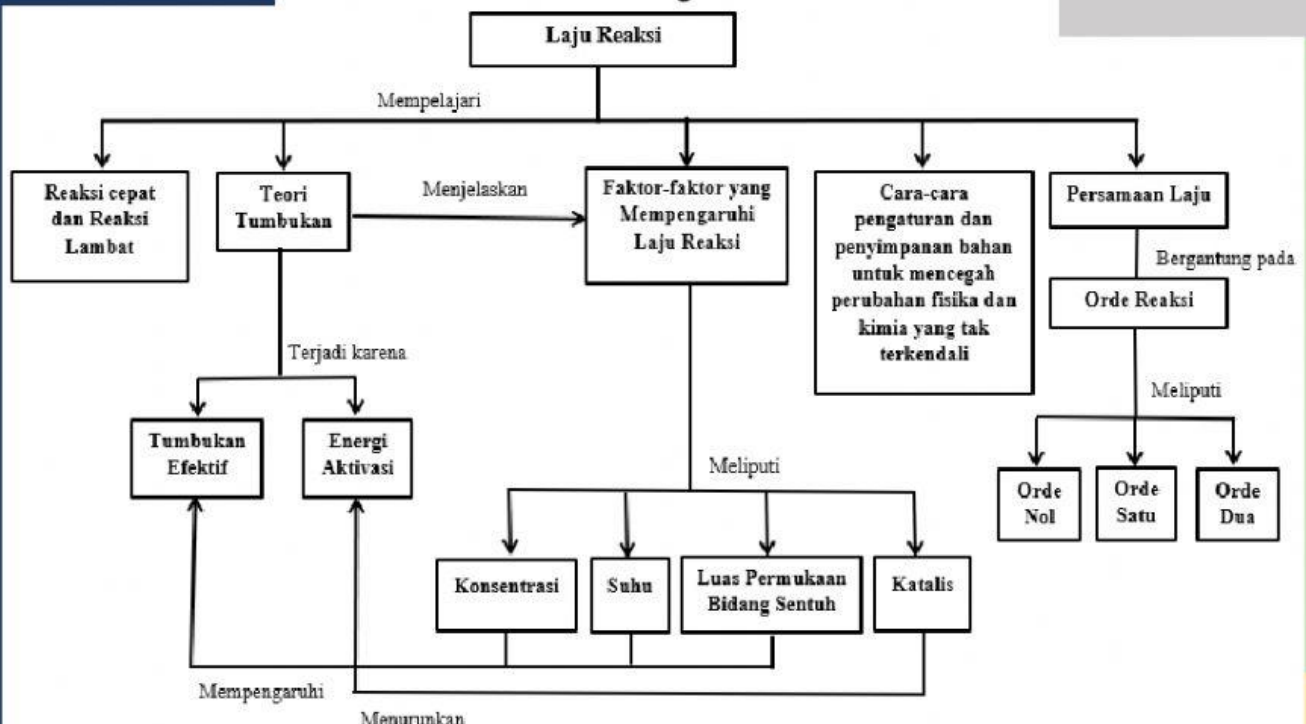 Laju Reaksi
Mempelajari
Reaksi cepat
dan Reaksi
Lambat
Teori
Tumbukan
Menjelaskan
Faktor-faktor yang
Mempengaruhi
Laju Reaksi
Cara-cara
pengaturan dan
penyimpanan bahan
untuk mencegah
perubahan fisika dan
kimia yang tak
terkendali
Persamaan Laju
Bergantung pada
Orde Reaksi
Terjadi karena
Meliputi
Tumbukan
Efektif
Energi
Aktivasi
Meliputi
Orde
Nol
Orde
Satu
Orde
Dua
Konsentrasi
Suhu
Luas Permukaan
Bidang Sentuh
Katalis
Mempengaruhi
Menurunkan